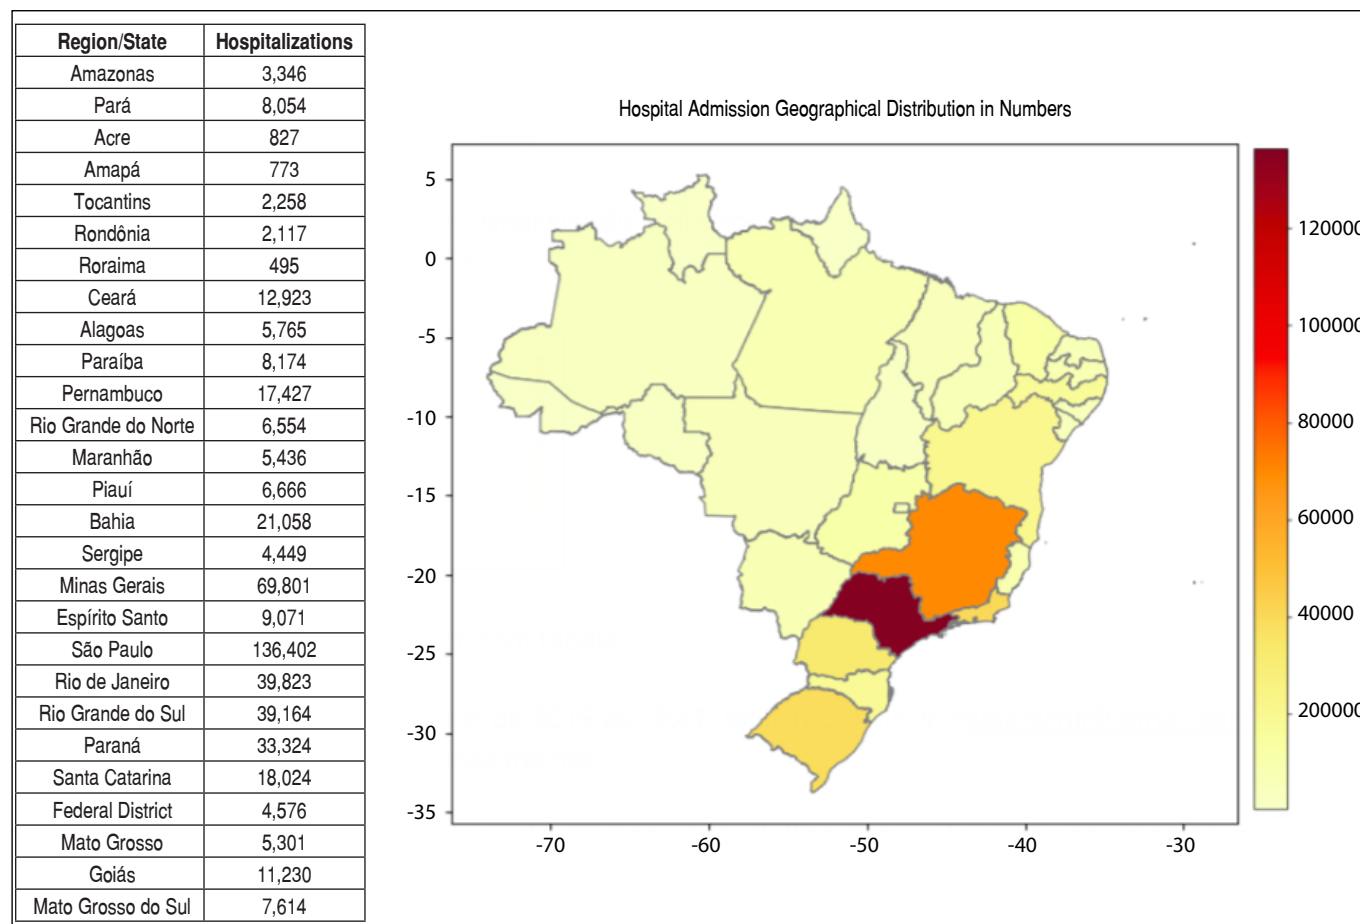 Region/State Hospitalizations
Amazonas 3,346
Pará 8,054
Acre 827
Amapá 773
Tocantins 2,258
Rondônia 2,117
Roraima 495
Ceará 12,923
Alagoas 5,765
Paraíba 8,174
Pernambuco 17,427
Rio Grande do Norte 6,554
Maranhão 5,436
Piauí 6,666
Bahia 21,058
Sergipe 4,449
Minas Gerais 69,801
Espírito Santo 9,071
São Paulo 136,402
Rio de Janeiro 39,823
Rio Grande do Sul 39,164
Paraná 33,324
Santa Catarina 18,024
Federal District 4,576
Mato Grosso 5,301
Goiás 11,230
Mato Grosso do Sul 7,614
Hospital Admission Geographical Distribution in Numbers
5
0
-5
-10
-15
-20
-25
-30
-35
-70 -60 -50 -40 -30
120000
100000
80000
60000
40000
200000